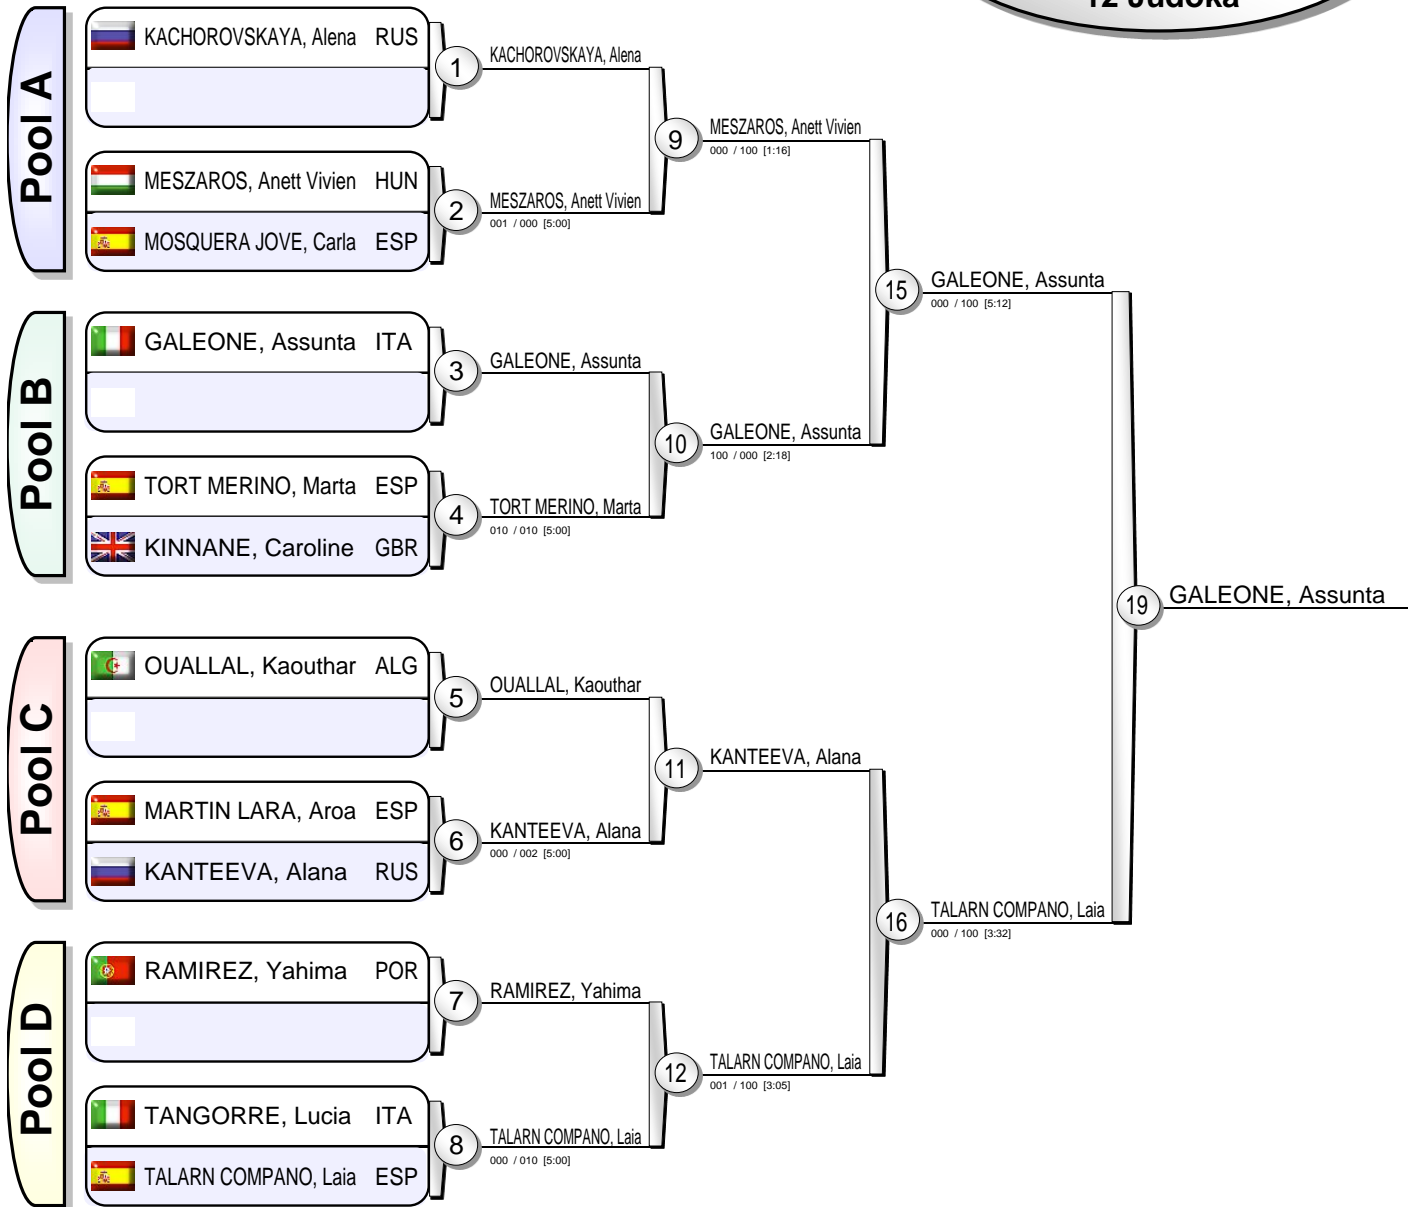 12 Judoka
Pool A
KACHOROVSKAYA, Alena RUS
MESZAROS, Anett Vivien HUN
MOSQUERA JOVE, Carla ESP
1
KACHOROVSKAYA, Alena
2
MESZAROS, Anett Vivien
001 / 000 [5:00]
9
MESZAROS, Anett Vivien
000 / 100 [1:16]
Pool B
GALEONE, Assunta ITA
TORT MERINO, Marta ESP
KINNANE, Caroline GBR
3
GALEONE, Assunta
4
TORT MERINO, Marta
010 / 010 [5:00]
10
GALEONE, Assunta
100 / 000 [2:18]
15
GALEONE, Assunta
000 / 100 [5:12]
Pool C
OUALLAL, Kaouthar ALG
MARTIN LARA, Aroa ESP
KANTEEVA, Alana RUS
5
OUALLAL, Kaouthar
6
KANTEEVA, Alana
000 / 002 [5:00]
11
KANTEEVA, Alana
Pool D
RAMIREZ, Yahima POR
TANGORRE, Lucia ITA
TALARN COMPANO, Laia ESP
7
RAMIREZ, Yahima
8
TALARN COMPANO, Laia
000 / 010 [5:00]
12
TALARN COMPANO, Laia
001 / 100 [3:05]
16
TALARN COMPANO, Laia
000 / 100 [3:32]
19
GALEONE, Assunta